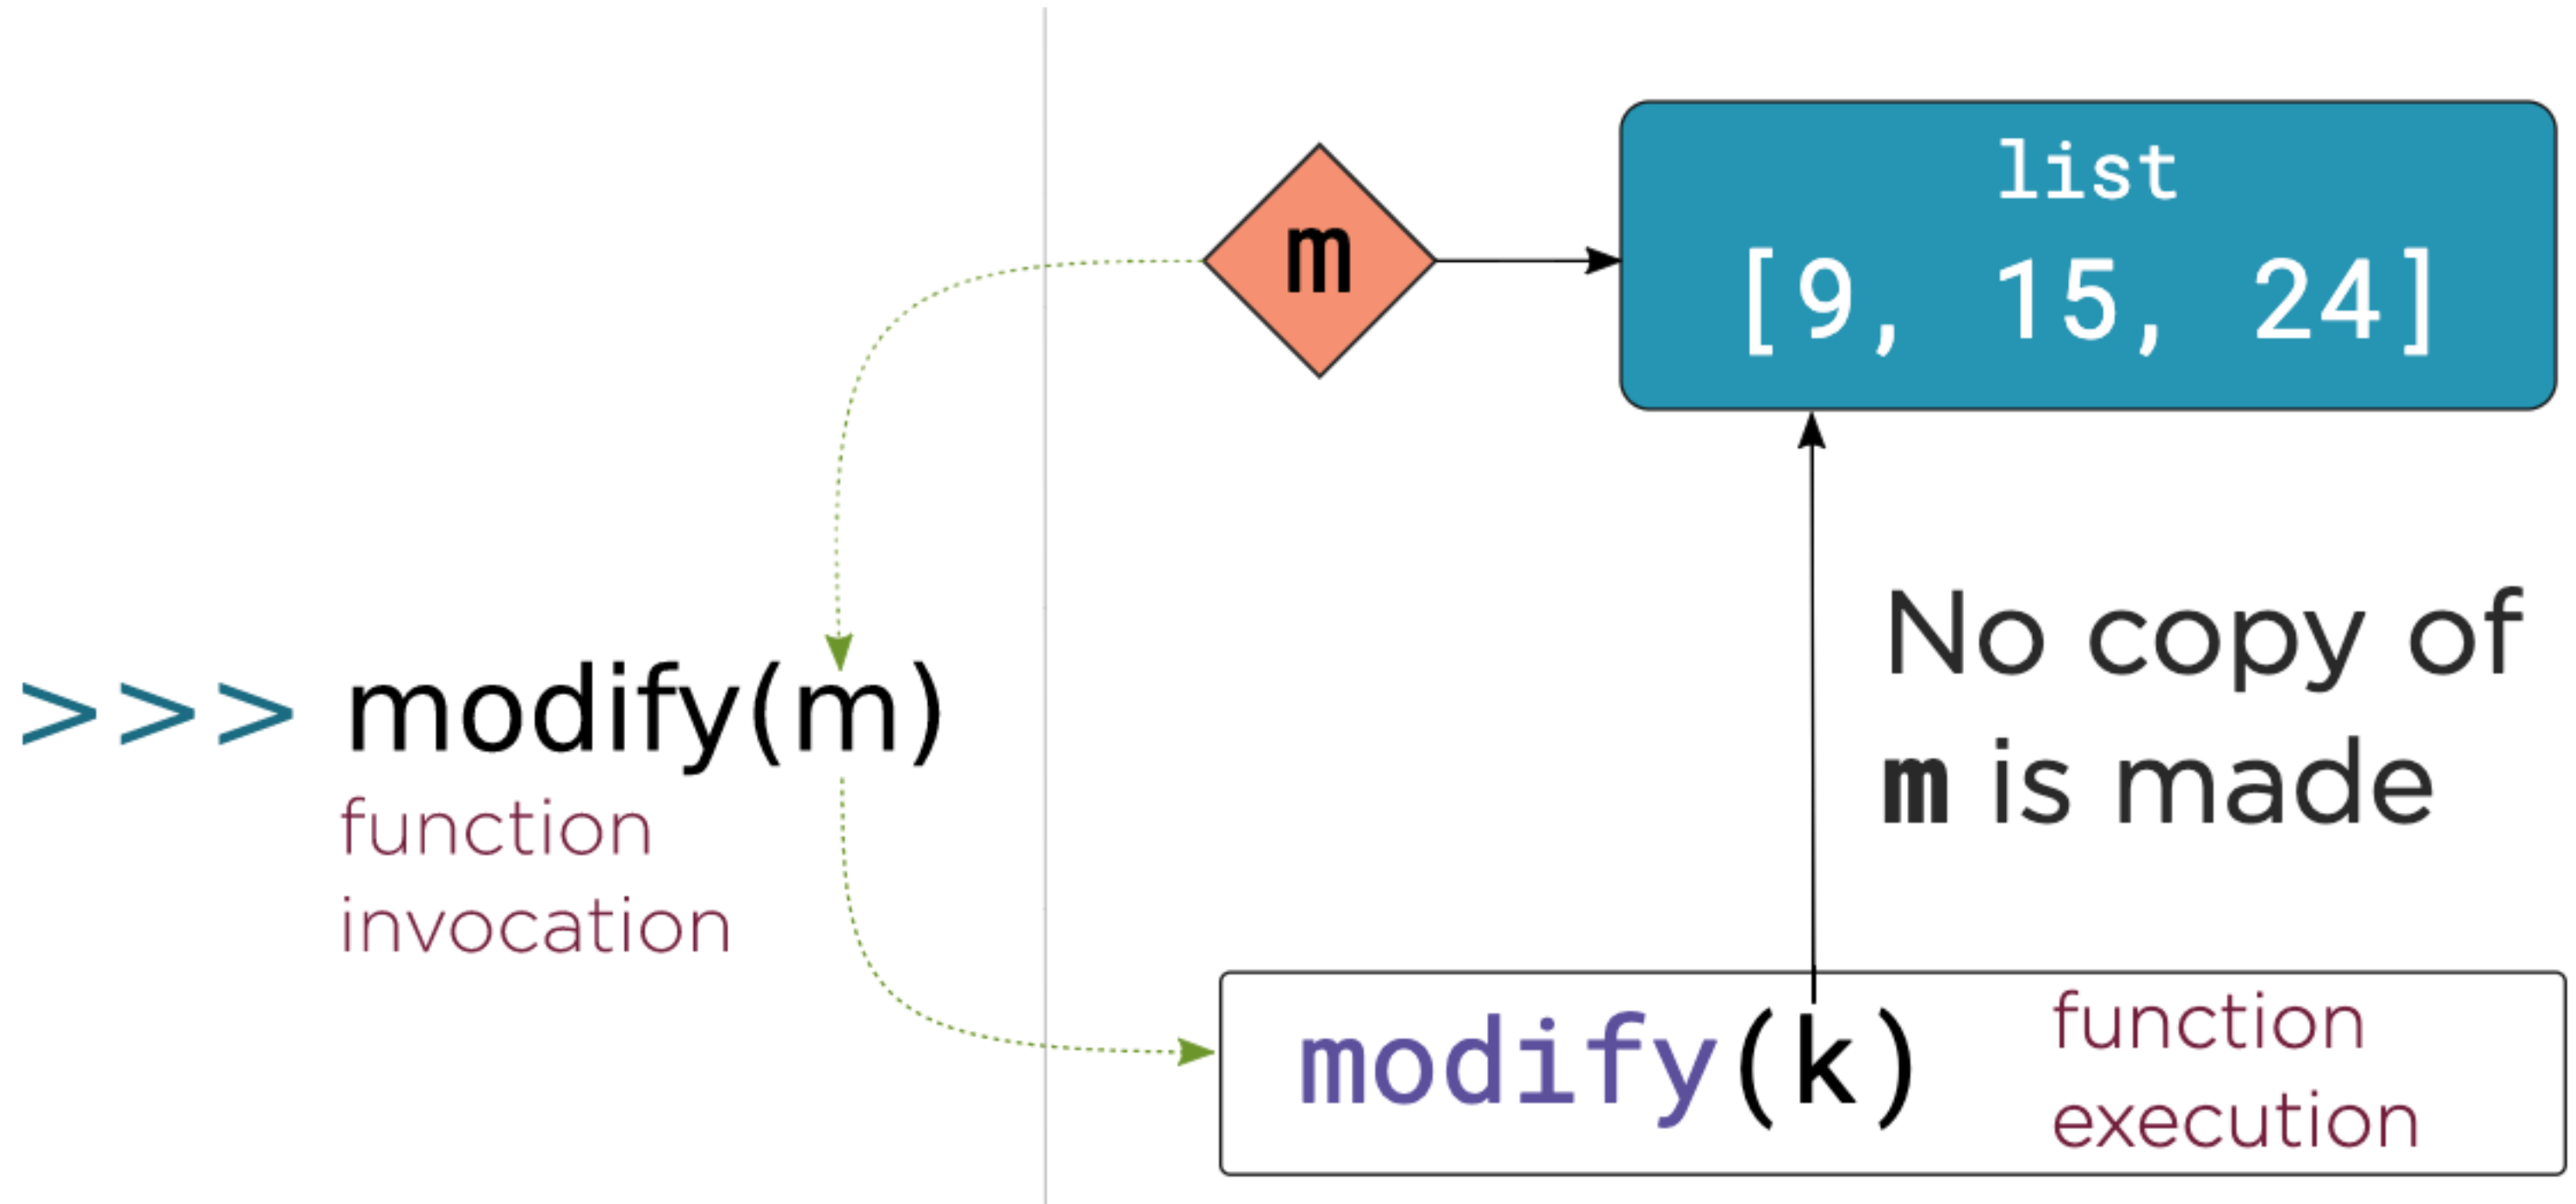 m
list
[9, 15, 24]
>>> modify(m)
function
invocation
No copy of
m is made
modify(k)
function
execution